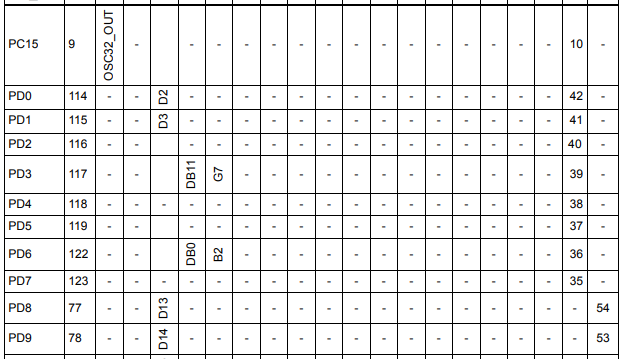 PC15 9 OSC32_OUT - - - - - - - - - - - - - - - 10 -
PD0 114 - - D2 - - - - - - - - - - - - - - 42 -
PD1 115 - - D3 - - - - - - - - - - - - - - 41 -
PD2 116 - - - - - - - - - - - - - - - - 40 -
PD3 117 - - DB11 G7 - - - - - - - - - - - - 39 -
PD4 118 - - - - - - - - - - - - - - - - - 38 -
PD5 119 - - - - - - - - - - - - - - - - 37 -
PD6 122 - - DB0 B2 - - - - - - - - - - - - 36 -
PD7 123 - - - - - - - - - - - - - - - - - 35 -
PD8 77 - - D13 - - - - - - - - - - - - - - - 54
PD9 78 - - D14 - - - - - - - - - - - - - - - 53